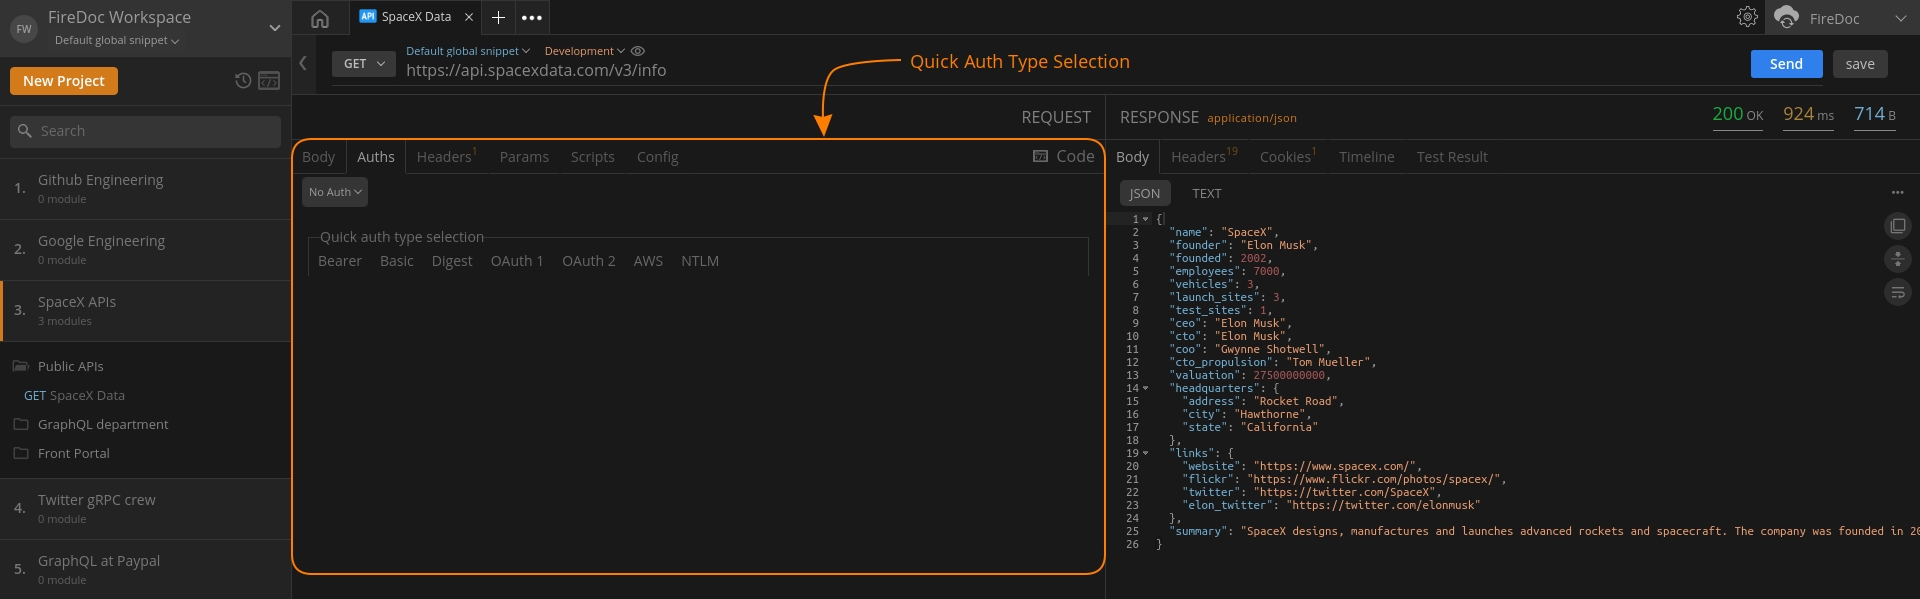 FW
FireDoc Workspace
Default global snippet
New Project
Search
1.
Github Engineering
0 module
2.
Google Engineering
0 module
3.
SpaceX APIs
3 modules
Public APIs
GET SpaceX Data
GraphQL department
Front Portal
4.
Twitter gRPC crew
0 module
5.
GraphQL at Paypal
0 module
API SpaceX Data
FireDoc
GET
Default global snippet Development
https://api.spacexdata.com/v3/info
Quick Auth Type Selection
Send save
REQUEST
Body Auths Headers1 Params Scripts Config Code
No Auth
Quick auth type selection
Bearer Basic Digest OAuth 1 OAuth 2 AWS NTLM
RESPONSE application/json 200 OK 924 ms 714 B
Body Headers19 Cookies1 Timeline Test Result
JSON TEXT
1 {
2 "name": "SpaceX",
3 "founder": "Elon Musk",
4 "founded": 2002,
5 "employees": 7000,
6 "vehicles": 3,
7 "launch_sites": 3,
8 "test_sites": 1,
9 "ceo": "Elon Musk",
10 "cto": "Elon Musk",
11 "coo": "Gwynne Shotwell",
12 "cto_propulsion": "Tom Mueller",
13 "valuation": 27500000000,
14 "headquarters": {
15 "address": "Rocket Road",
16 "city": "Hawthorne",
17 "state": "California"
18 },
19 "links": {
20 "website": "https://www.spacex.com/",
21 "flickr": "https://www.flickr.com/photos/spacex/",
22 "twitter": "https://twitter.com/SpaceX",
23 "elon_twitter": "https://twitter.com/elonmusk"
24 },
25 "summary": "SpaceX designs, manufactures and launches advanced rockets and spacecraft. The company was founded in 20
26 }